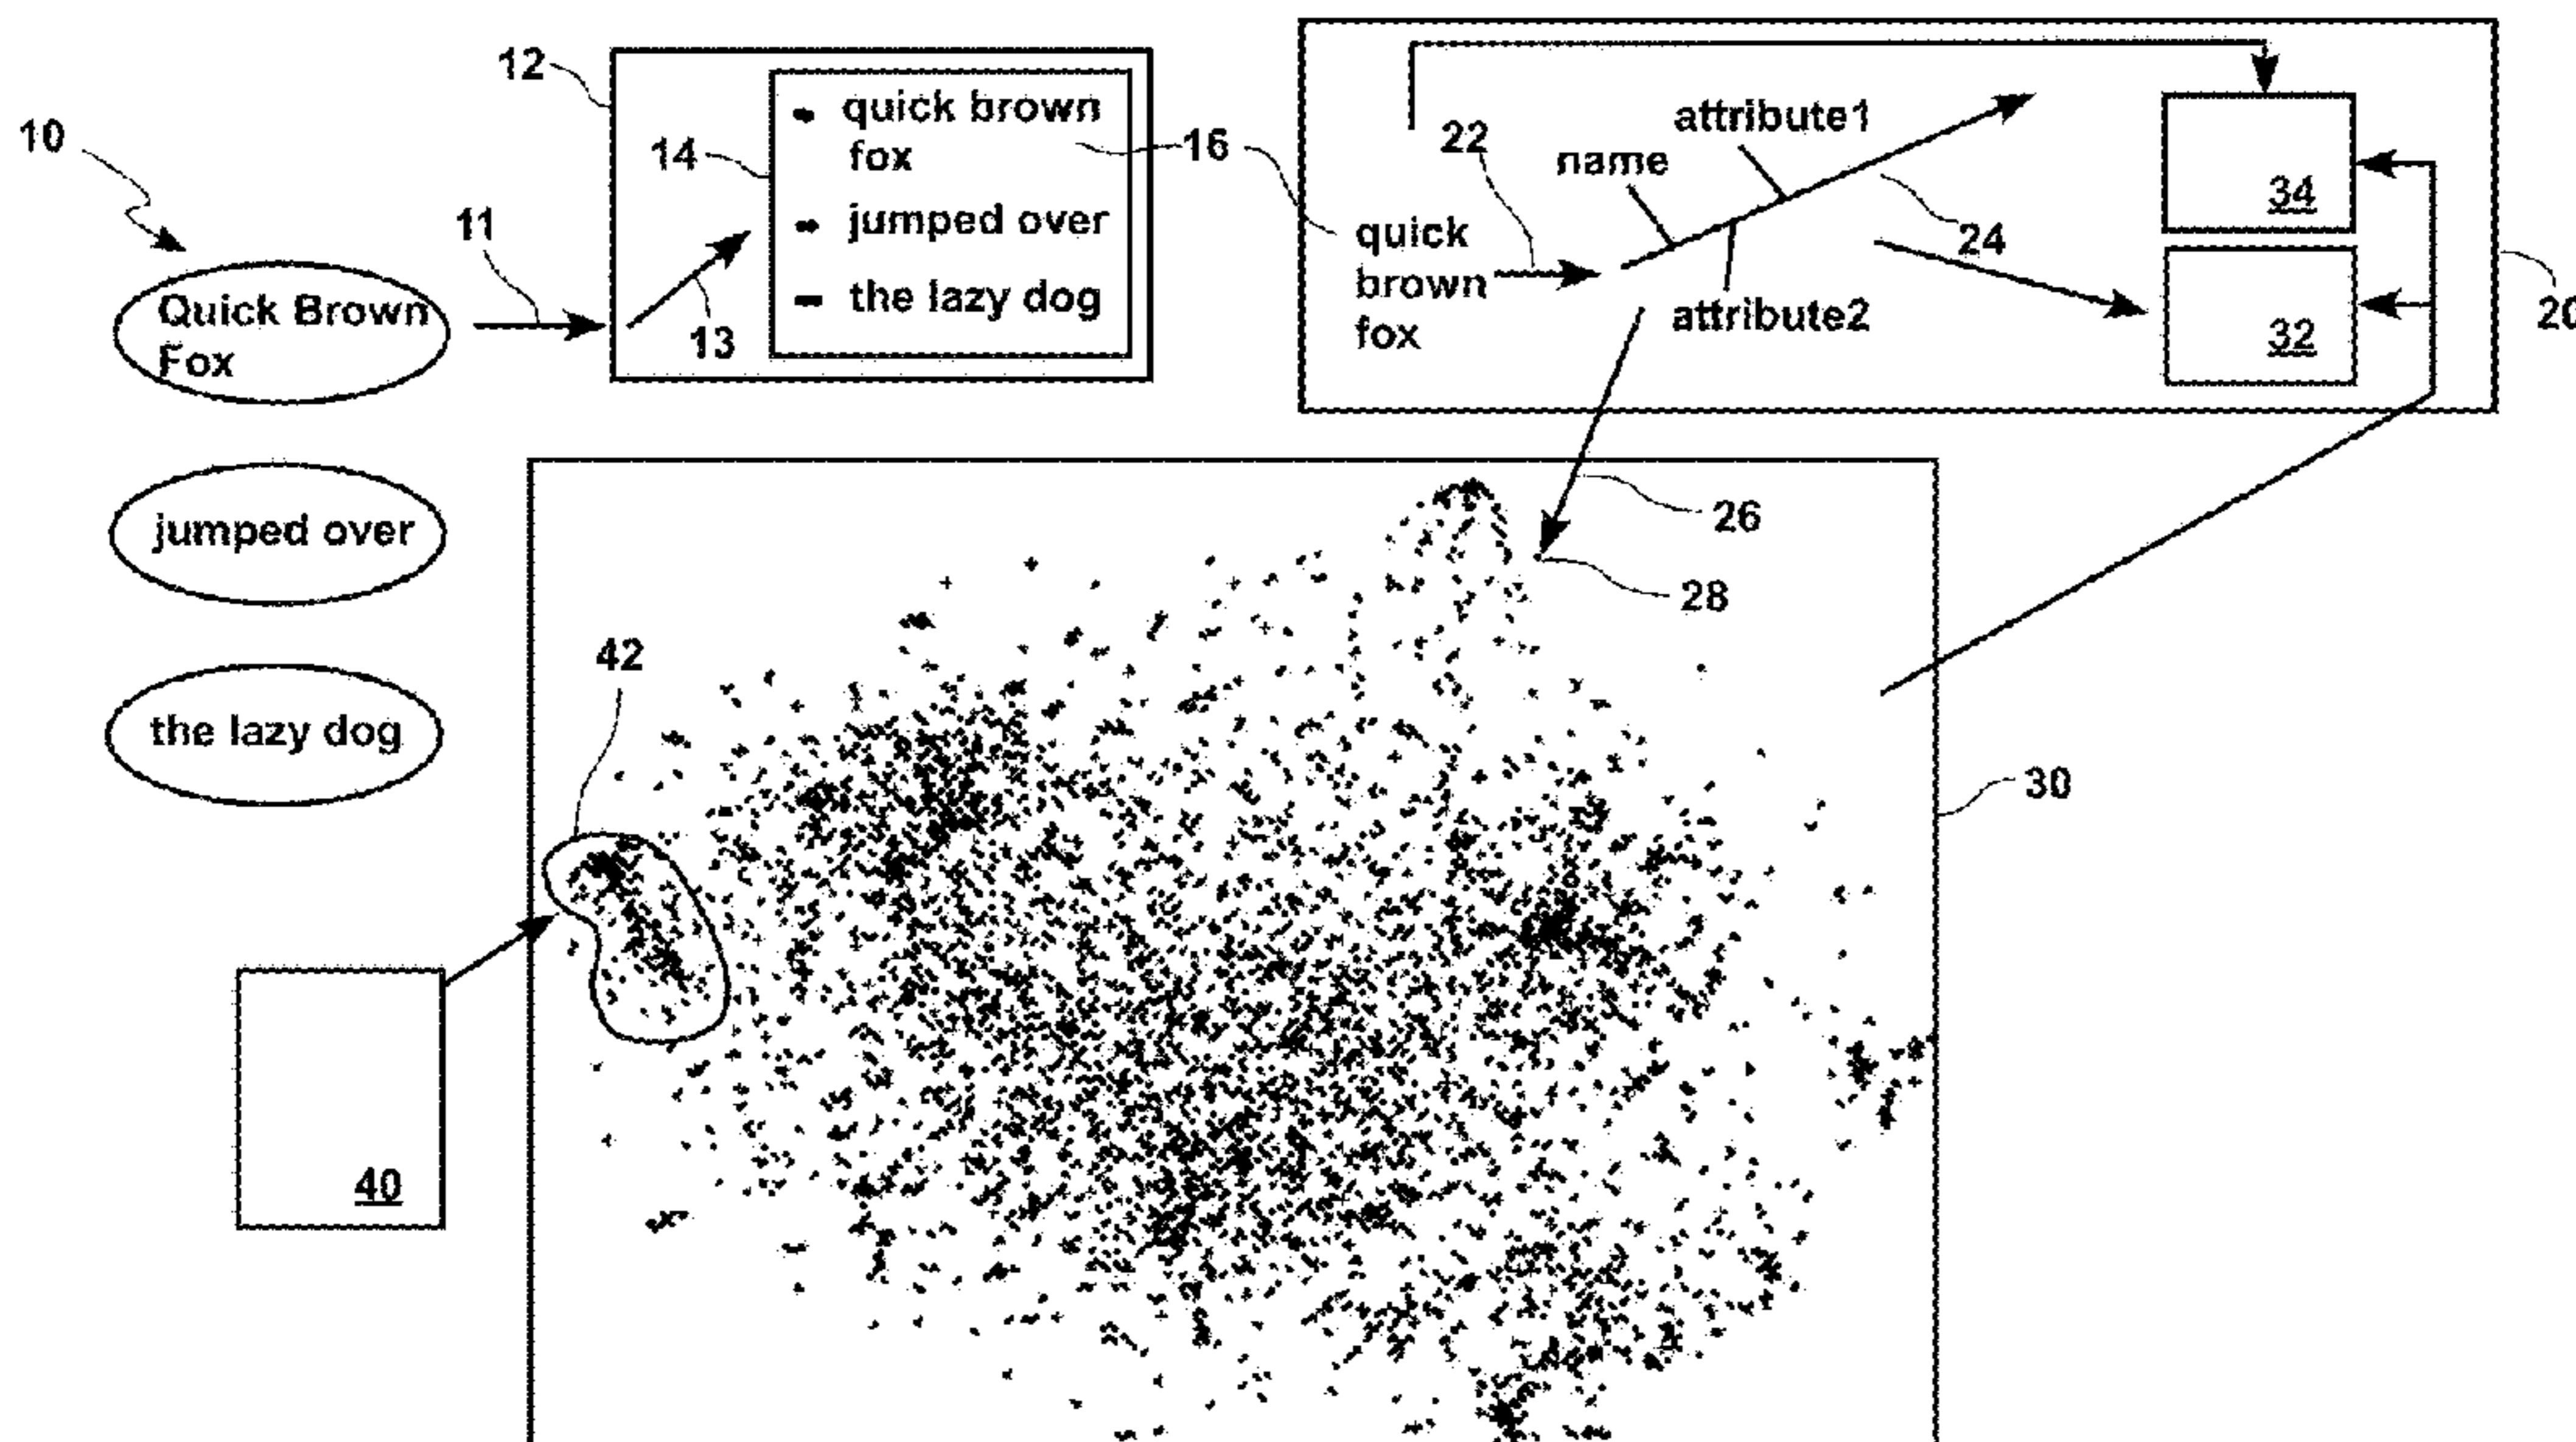 10
Quick Brown
Fox
jumped over
the lazy dog
11
12
13
14
quick brown
fox
jumped over
the lazy dog
16
quick
brown
fox
22
name
attribute1
attribute2
24
34
32
20
26
28
30
42
40